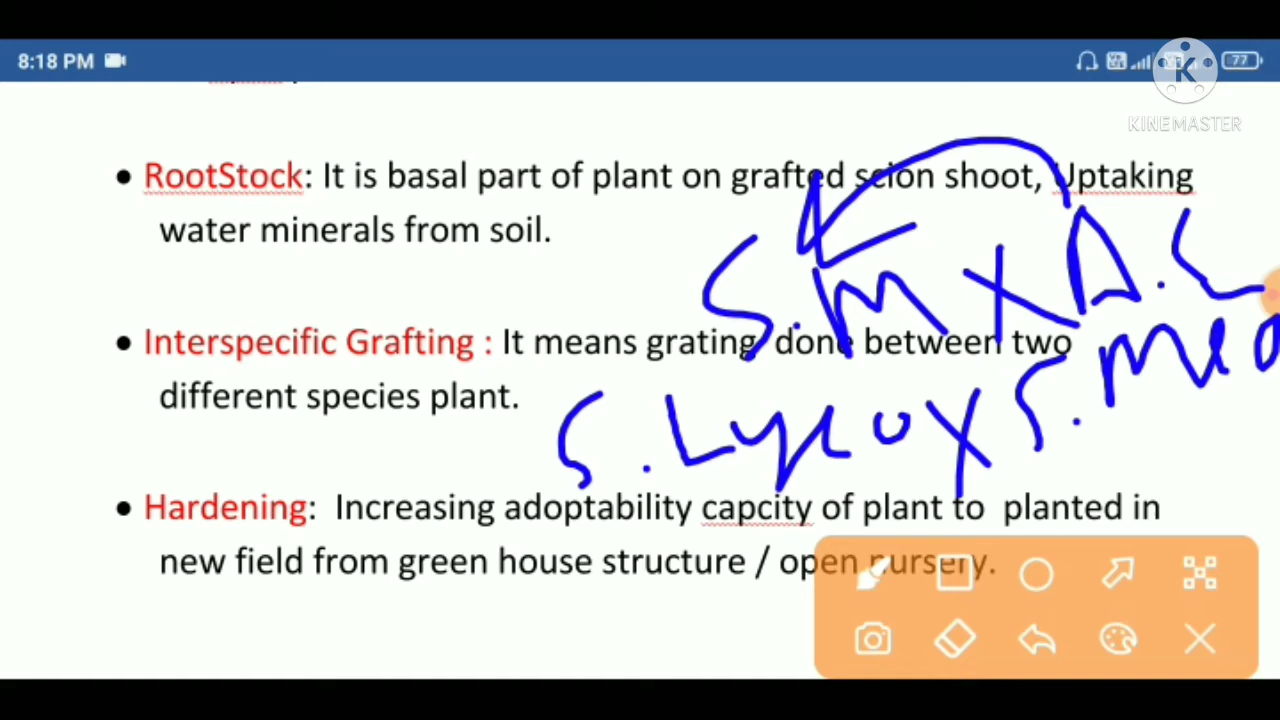 8:18 PM
77
KINEMASTER
• RootStock: It is basal part of plant on grafted scion shoot, Uptaking
water minerals from soil.
S.M X A.
• Interspecific Grafting : It means grating done between two
different species plant.
S. Lyco X S. Melo
• Hardening: Increasing adoptability capcity of plant to planted in
new field from green house structure / open nursery.